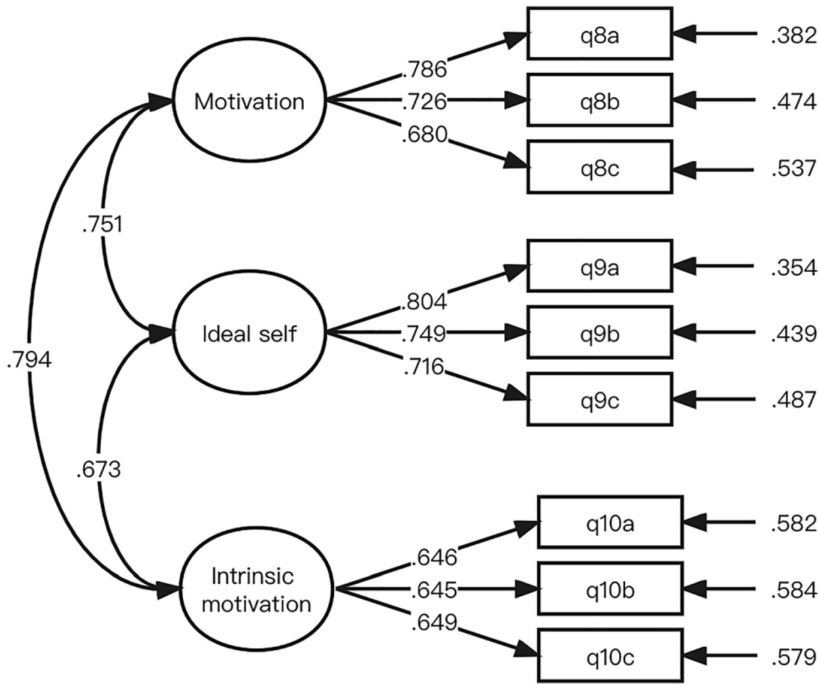 q8a
.382
.786
Motivation
.726
q8b
.474
.680
q8c
.537
.751
q9a
.354
.804
Ideal self
.749
q9b
.439
.794
.716
q9c
.487
.673
q10a
.582
.646
Intrinsic
motivation
.645
q10b
.584
.649
q10c
.579